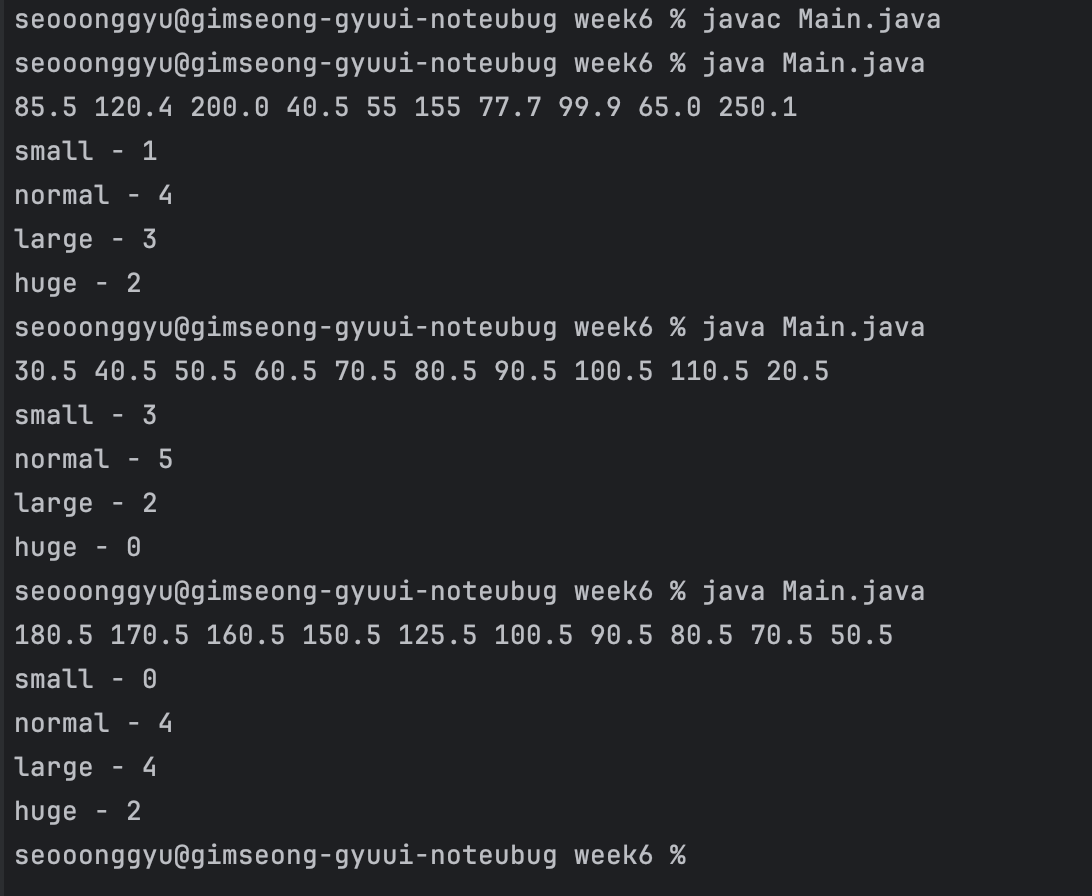 seooonggyu@gimseong-gyuui-noteubug week6 % javac Main.java
seooonggyu@gimseong-gyuui-noteubug week6 % java Main.java
85.5 120.4 200.0 40.5 55 155 77.7 99.9 65.0 250.1
small - 1
normal - 4
large - 3
huge - 2
seooonggyu@gimseong-gyuui-noteubug week6 % java Main.java
30.5 40.5 50.5 60.5 70.5 80.5 90.5 100.5 110.5 20.5
small - 3
normal - 5
large - 2
huge - 0
seooonggyu@gimseong-gyuui-noteubug week6 % java Main.java
180.5 170.5 160.5 150.5 125.5 100.5 90.5 80.5 70.5 50.5
small - 0
normal - 4
large - 4
huge - 2
seooonggyu@gimseong-gyuui-noteubug week6 %